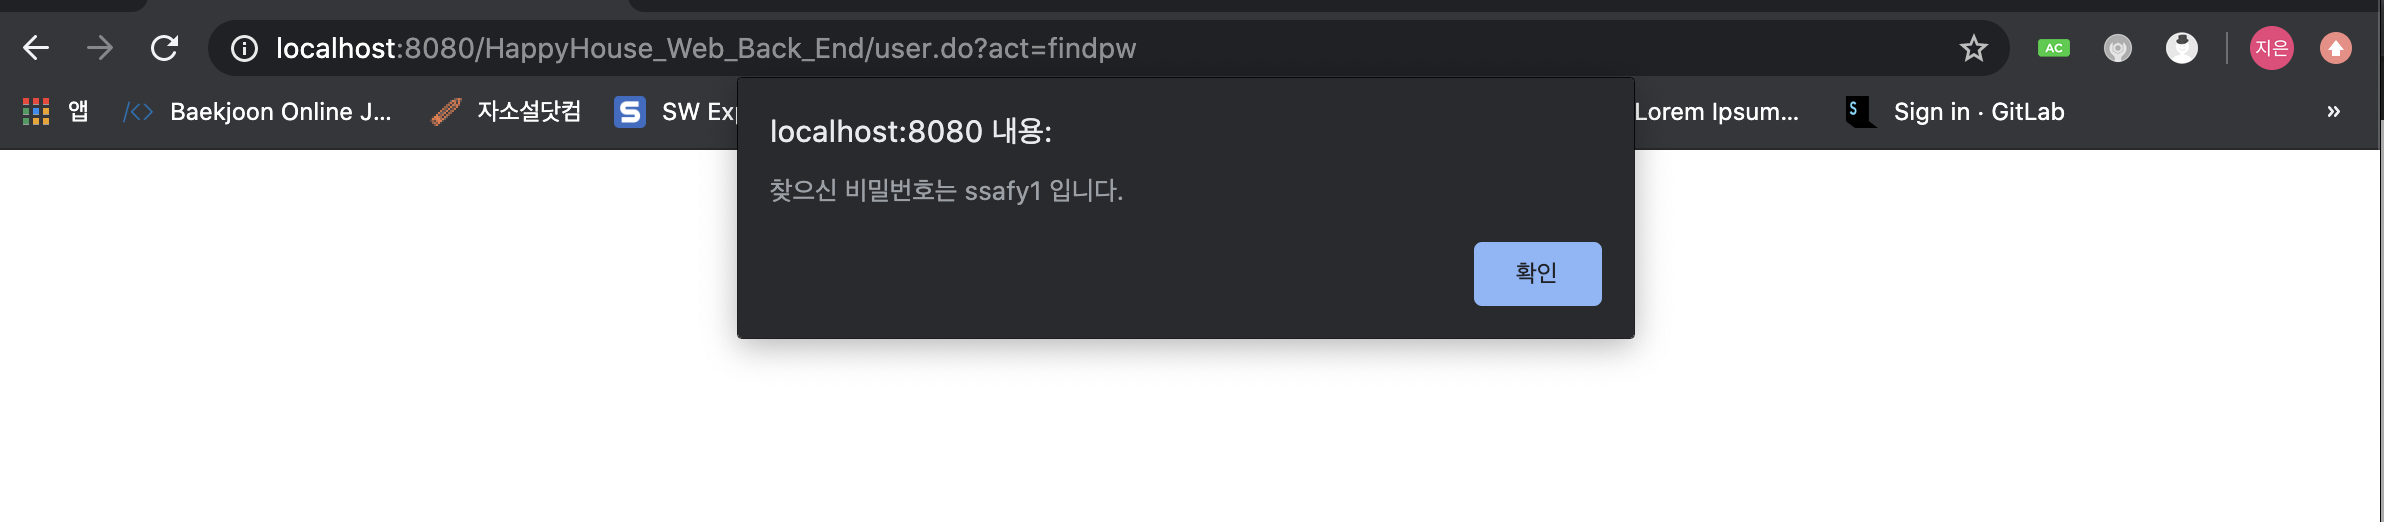 localhost:8080/HappyHouse_Web_Back_End/user.do?act=findpw
AC
지은
앱
</> Baekjoon Online J...
자소설닷컴
S SW Exp
Lorem Ipsum...
$ Sign in · GitLab
»
localhost:8080 내용:
찾으신 비밀번호는 ssafy1 입니다.
확인